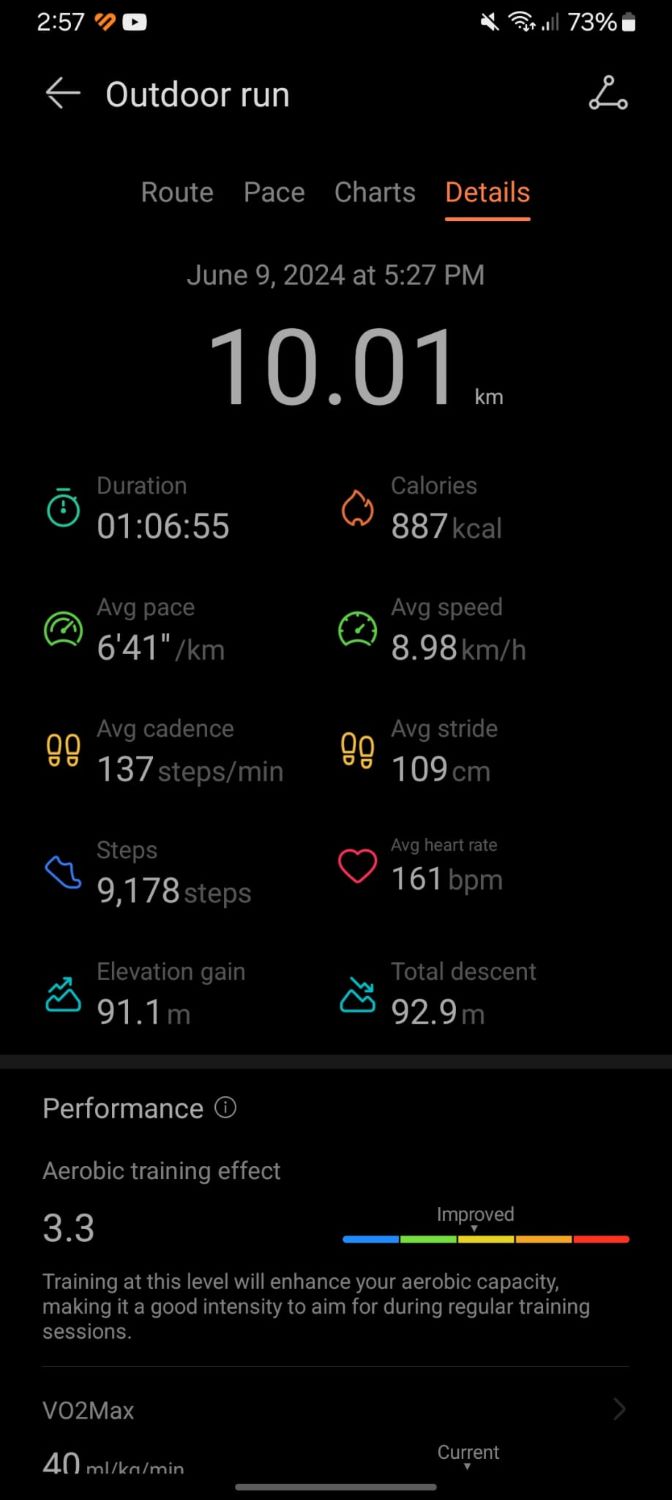 2:57 73%
Outdoor run
Route Pace Charts Details
June 9, 2024 at 5:27 PM
10.01 km
Duration Calories
01:06:55 887 kcal
Avg pace Avg speed
6'41" /km 8.98 km/h
Avg cadence Avg stride
137 steps/min 109 cm
Steps Avg heart rate
9,178 steps 161 bpm
Elevation gain Total descent
91.1 m 92.9 m
Performance
Aerobic training effect
3.3 Improved
Training at this level will enhance your aerobic capacity,
making it a good intensity to aim for during regular training
sessions.
VO2Max
40 ml/kg/min Current